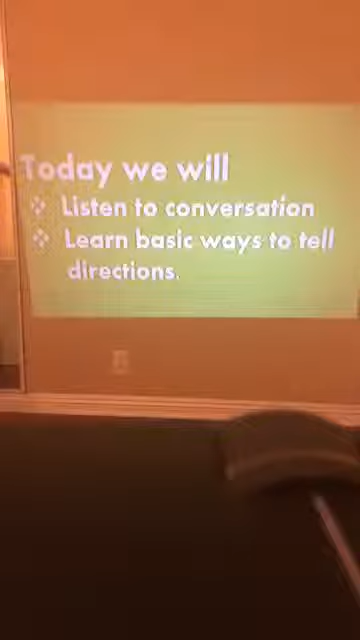 Today we will
❖ Listen to conversation
❖ Learn basic ways to tell
directions.